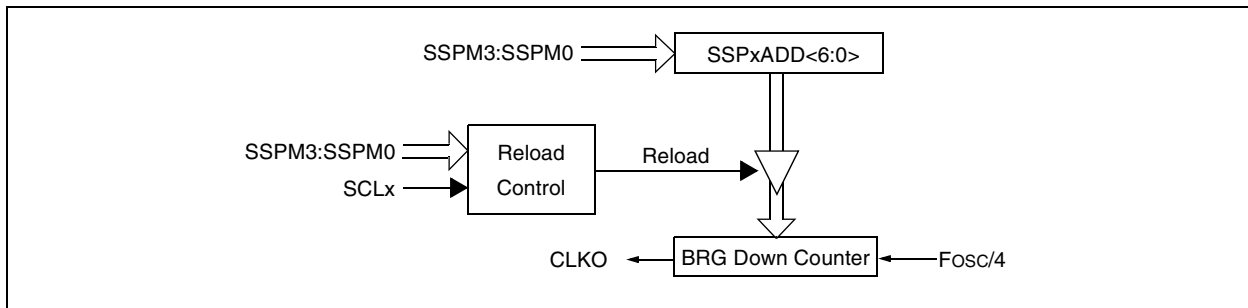 SSPM3:SSPM0
SSPxADD<6:0>
SSPM3:SSPM0
SCLx
Reload
Control
Reload
CLKO
BRG Down Counter
FOSC/4